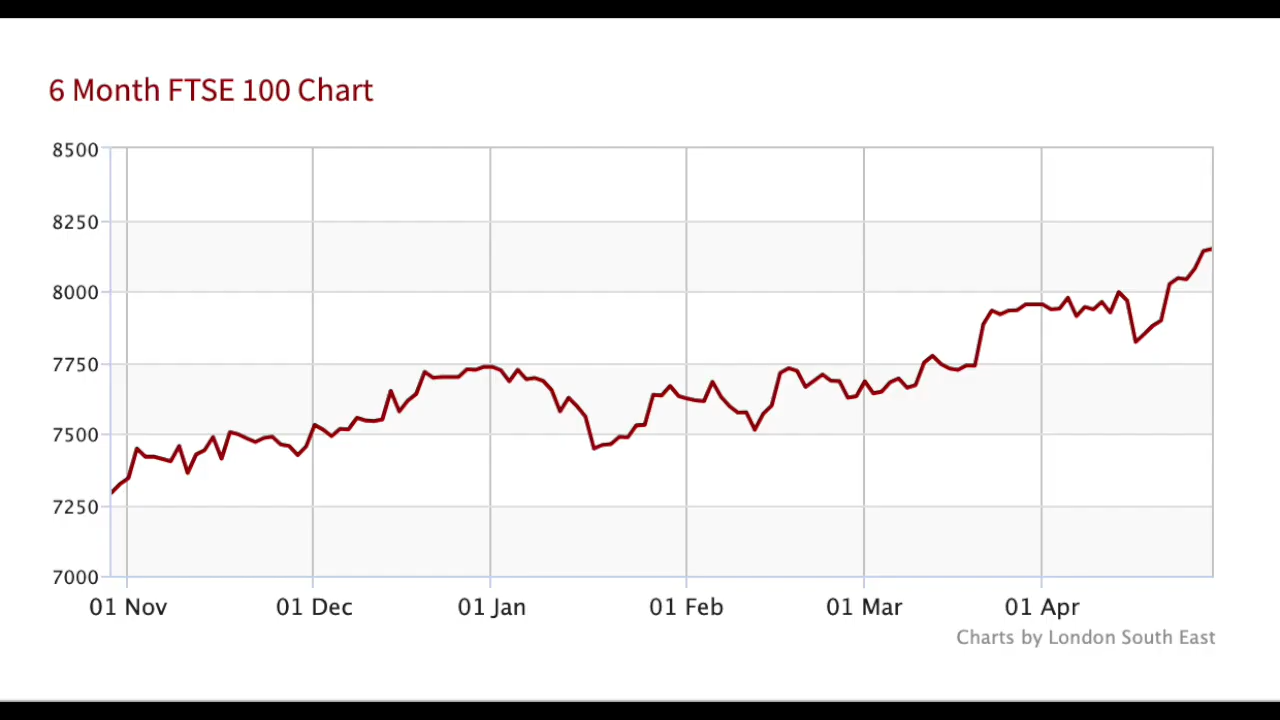 6 Month FTSE 100 Chart
8500
8250
8000
7750
7500
7250
7000
01 Nov 01 Dec 01 Jan 01 Feb 01 Mar 01 Apr
Charts by London South East